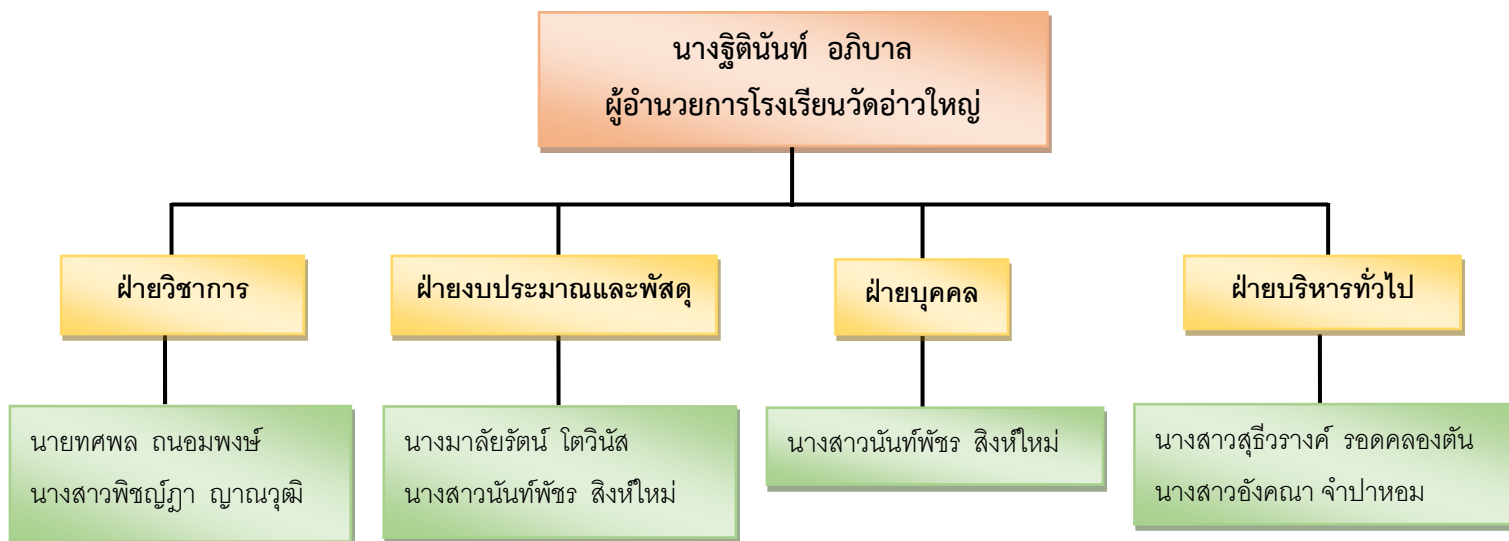 นางฐิตินันท์ อภิบาล
ผู้อำนวยการโรงเรียนวัดอ่าวใหญ่
ฝ่ายวิชาการ
ฝ่ายงบประมาณและพัสดุ
ฝ่ายบุคคล
ฝ่ายบริหารทั่วไป
นายทศพล ถนอมพงษ์
นางสาวพิชญ์ฎา ญาณวุฒิ
นางมาลัยรัตน์ โตวินัส
นางสาวนันท์พัชร สิงห์ใหม่
นางสาวนันท์พัชร สิงห์ใหม่
นางสาวสุธีวรางค์ รอดคลองตัน
นางสาวอังคณา จำปาหอม